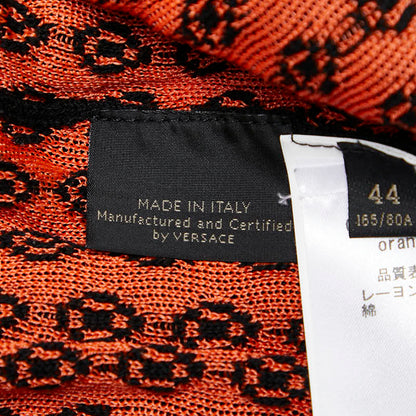 MADE IN ITALY
Manufactured and Certified
by VERSACE
44
165/80A
oran
品質表
レーヨン
綿